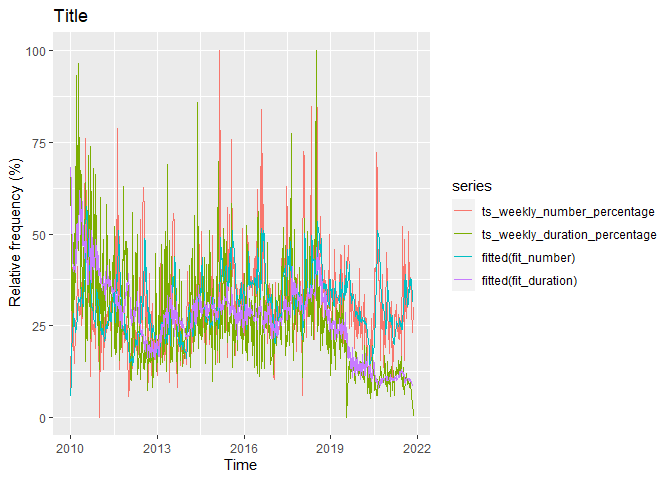 Title
Relative frequency (%)
100
75
50
25
0
2010 2013 2016 2019 2022
Time
series
ts_weekly_number_percentage
ts_weekly_duration_percentage
fitted(fit_number)
fitted(fit_duration)